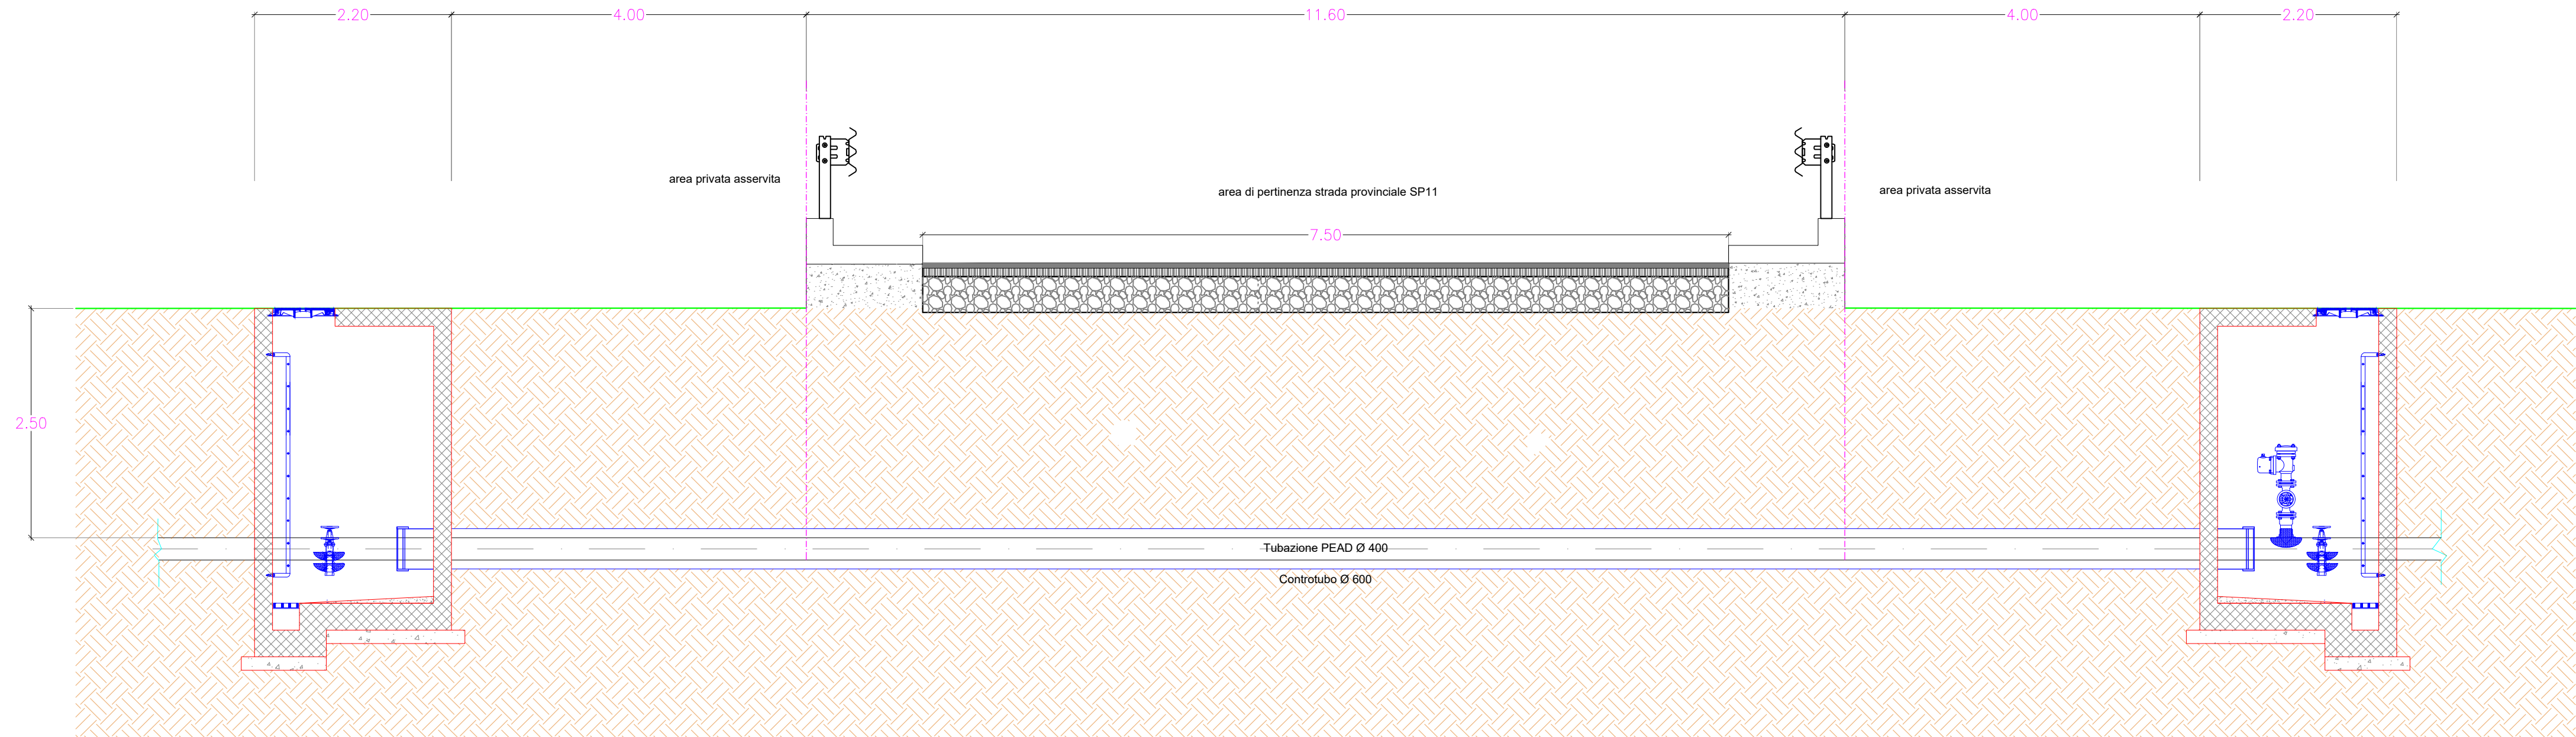 2.20
4.00
11.60
4.00
2.20
area privata asservita
area di pertinenza strada provinciale SP11
area privata asservita
7.50
2.50
Tubazione PEAD Ø 400
Controtubo Ø 600